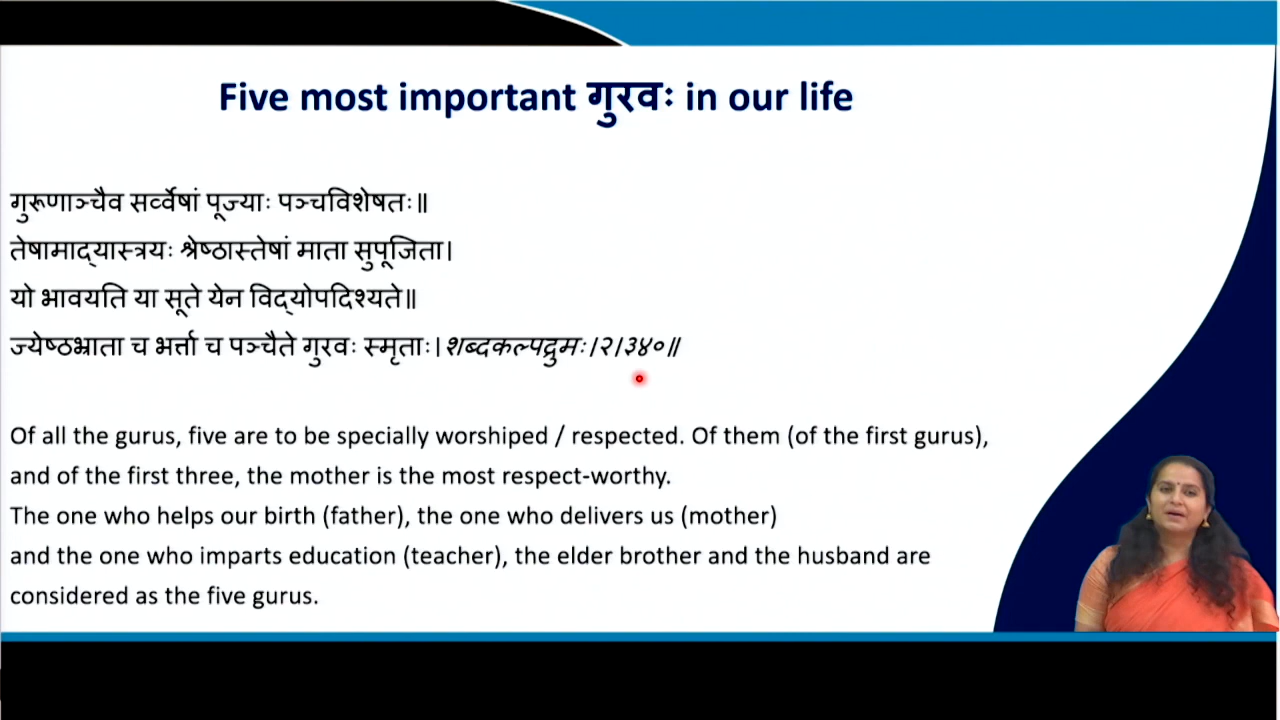 Five most important गुरवः in our life
गुरूणाञ्चैव सर्व्वेषां पूज्याः पञ्चविशेषतः॥
तेषामाद्यास्त्रयः श्रेष्ठास्तेषां माता सुपूजिता।
यो भावयति या सूते येन विद्योपदिश्यते॥
ज्येष्ठभ्राता च भर्त्ता च पञ्चैते गुरवः स्मृताः। शब्दकल्पद्रुमः।२।३४०॥
Of all the gurus, five are to be specially worshiped / respected. Of them (of the first gurus),
and of the first three, the mother is the most respect-worthy.
The one who helps our birth (father), the one who delivers us (mother)
and the one who imparts education (teacher), the elder brother and the husband are
considered as the five gurus.